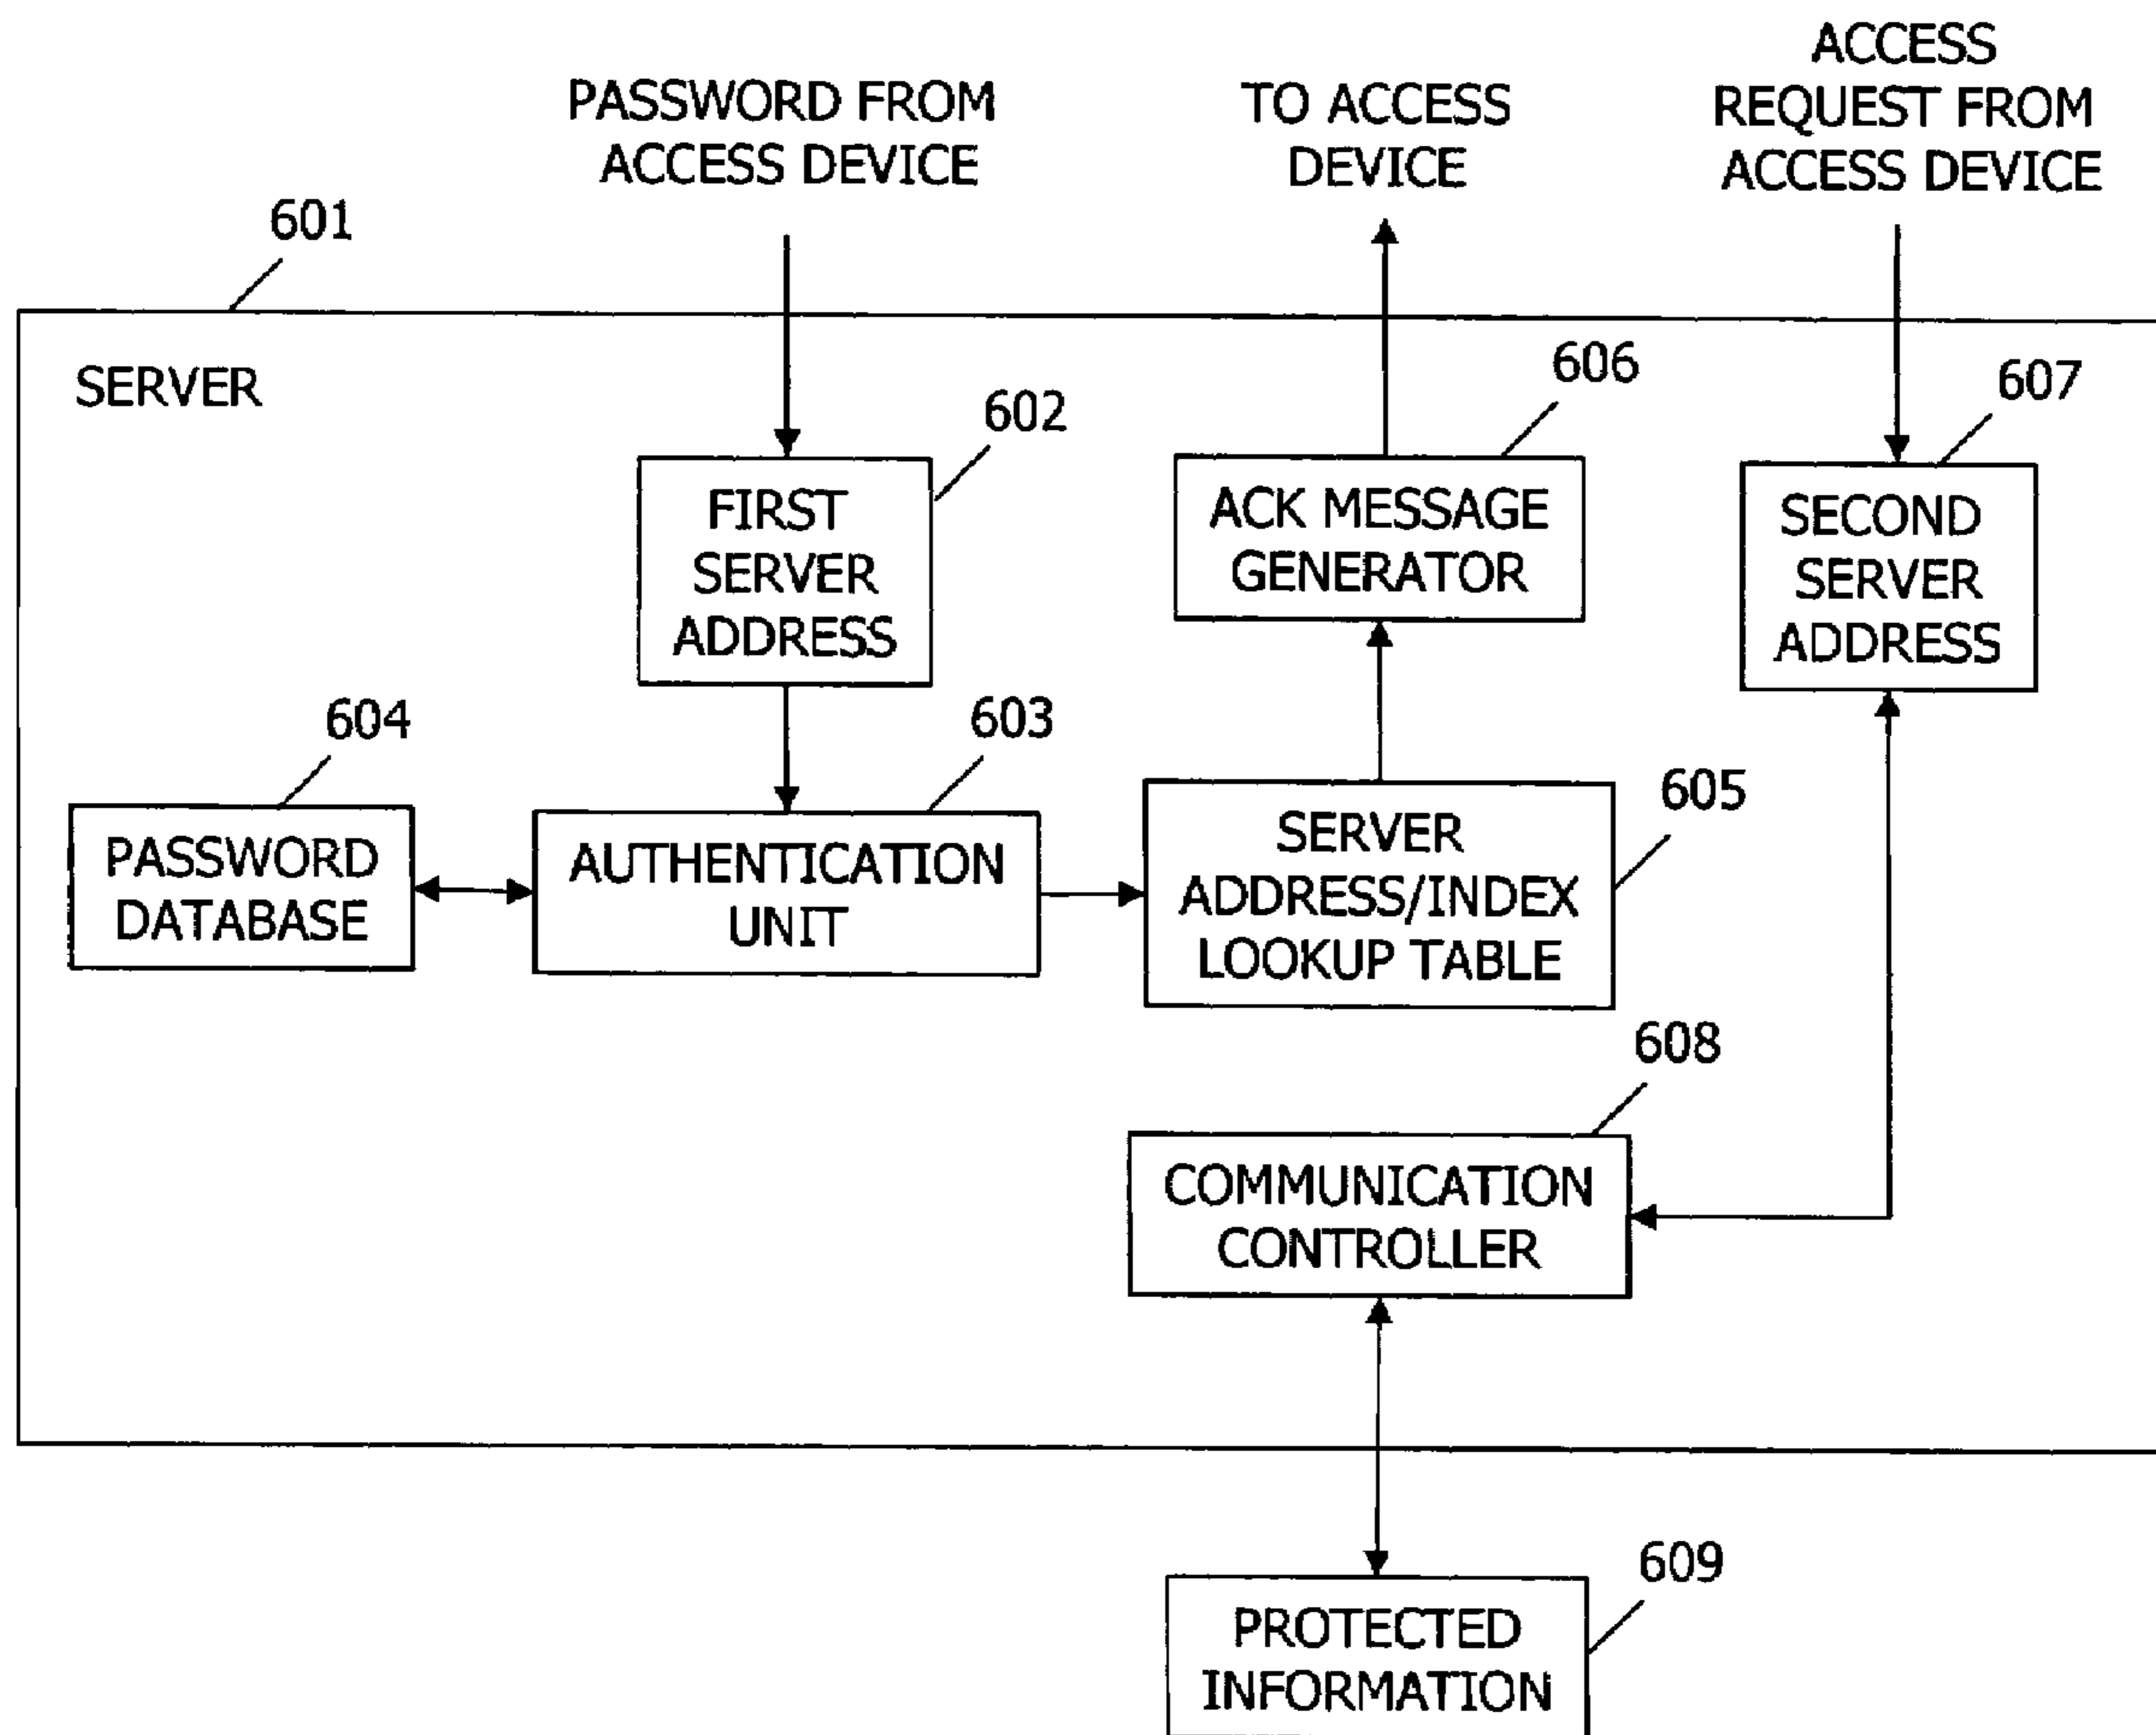 PASSWORD FROM
ACCESS DEVICE
TO ACCESS
DEVICE
ACCESS
REQUEST FROM
ACCESS DEVICE
601
SERVER
602
FIRST
SERVER
ADDRESS
606
ACK MESSAGE
GENERATOR
607
SECOND
SERVER
ADDRESS
604
PASSWORD
DATABASE
603
AUTHENTICATION
UNIT
605
SERVER
ADDRESS/INDEX
LOOKUP TABLE
608
COMMUNICATION
CONTROLLER
609
PROTECTED
INFORMATION